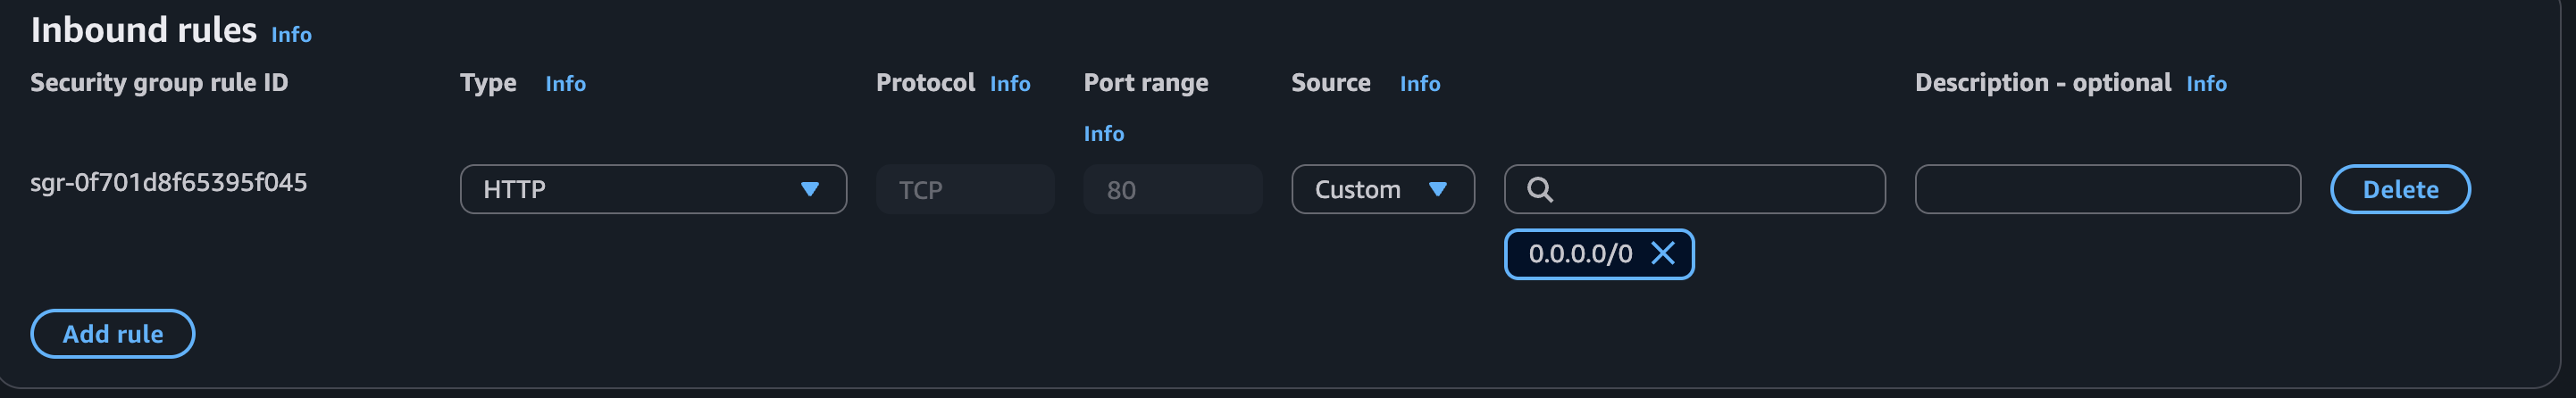 Inbound rules Info
Security group rule ID Type Info Protocol Info Port range Info Source Info Description - optional Info
sgr-0f701d8f65395f045 HTTP TCP 80 Custom Delete
0.0.0.0/0
Add rule